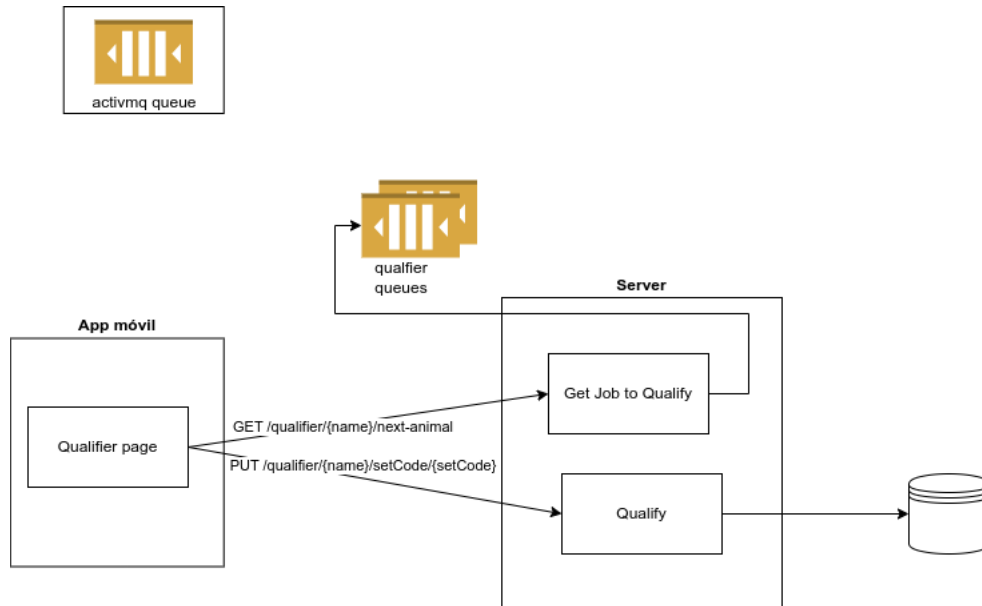 activmq queue
qualfier
queues
Server
App móvil
Get Job to Qualify
GET /qualifier/{name}/next-animal
Qualifier page
PUT /qualifier/{name}/setCode/{setCode}
Qualify